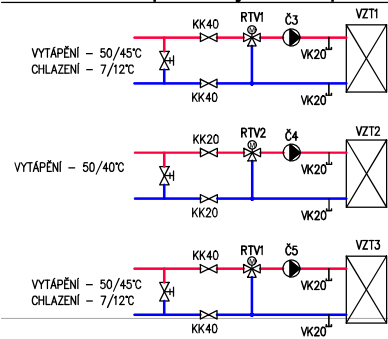 RTV1 Č3 VZT1
KK40
VYTÁPĚNÍ – 50/45°C
CHLAZENÍ – 7/12°C
VK20
KK40
VK20
RTV2 Č4 VZT2
KK20
VYTÁPĚNÍ – 50/40°C
VK20
KK20
VK20
RTV1 Č5 VZT3
KK40
VYTÁPĚNÍ – 50/45°C
CHLAZENÍ – 7/12°C
VK20
KK40
VK20